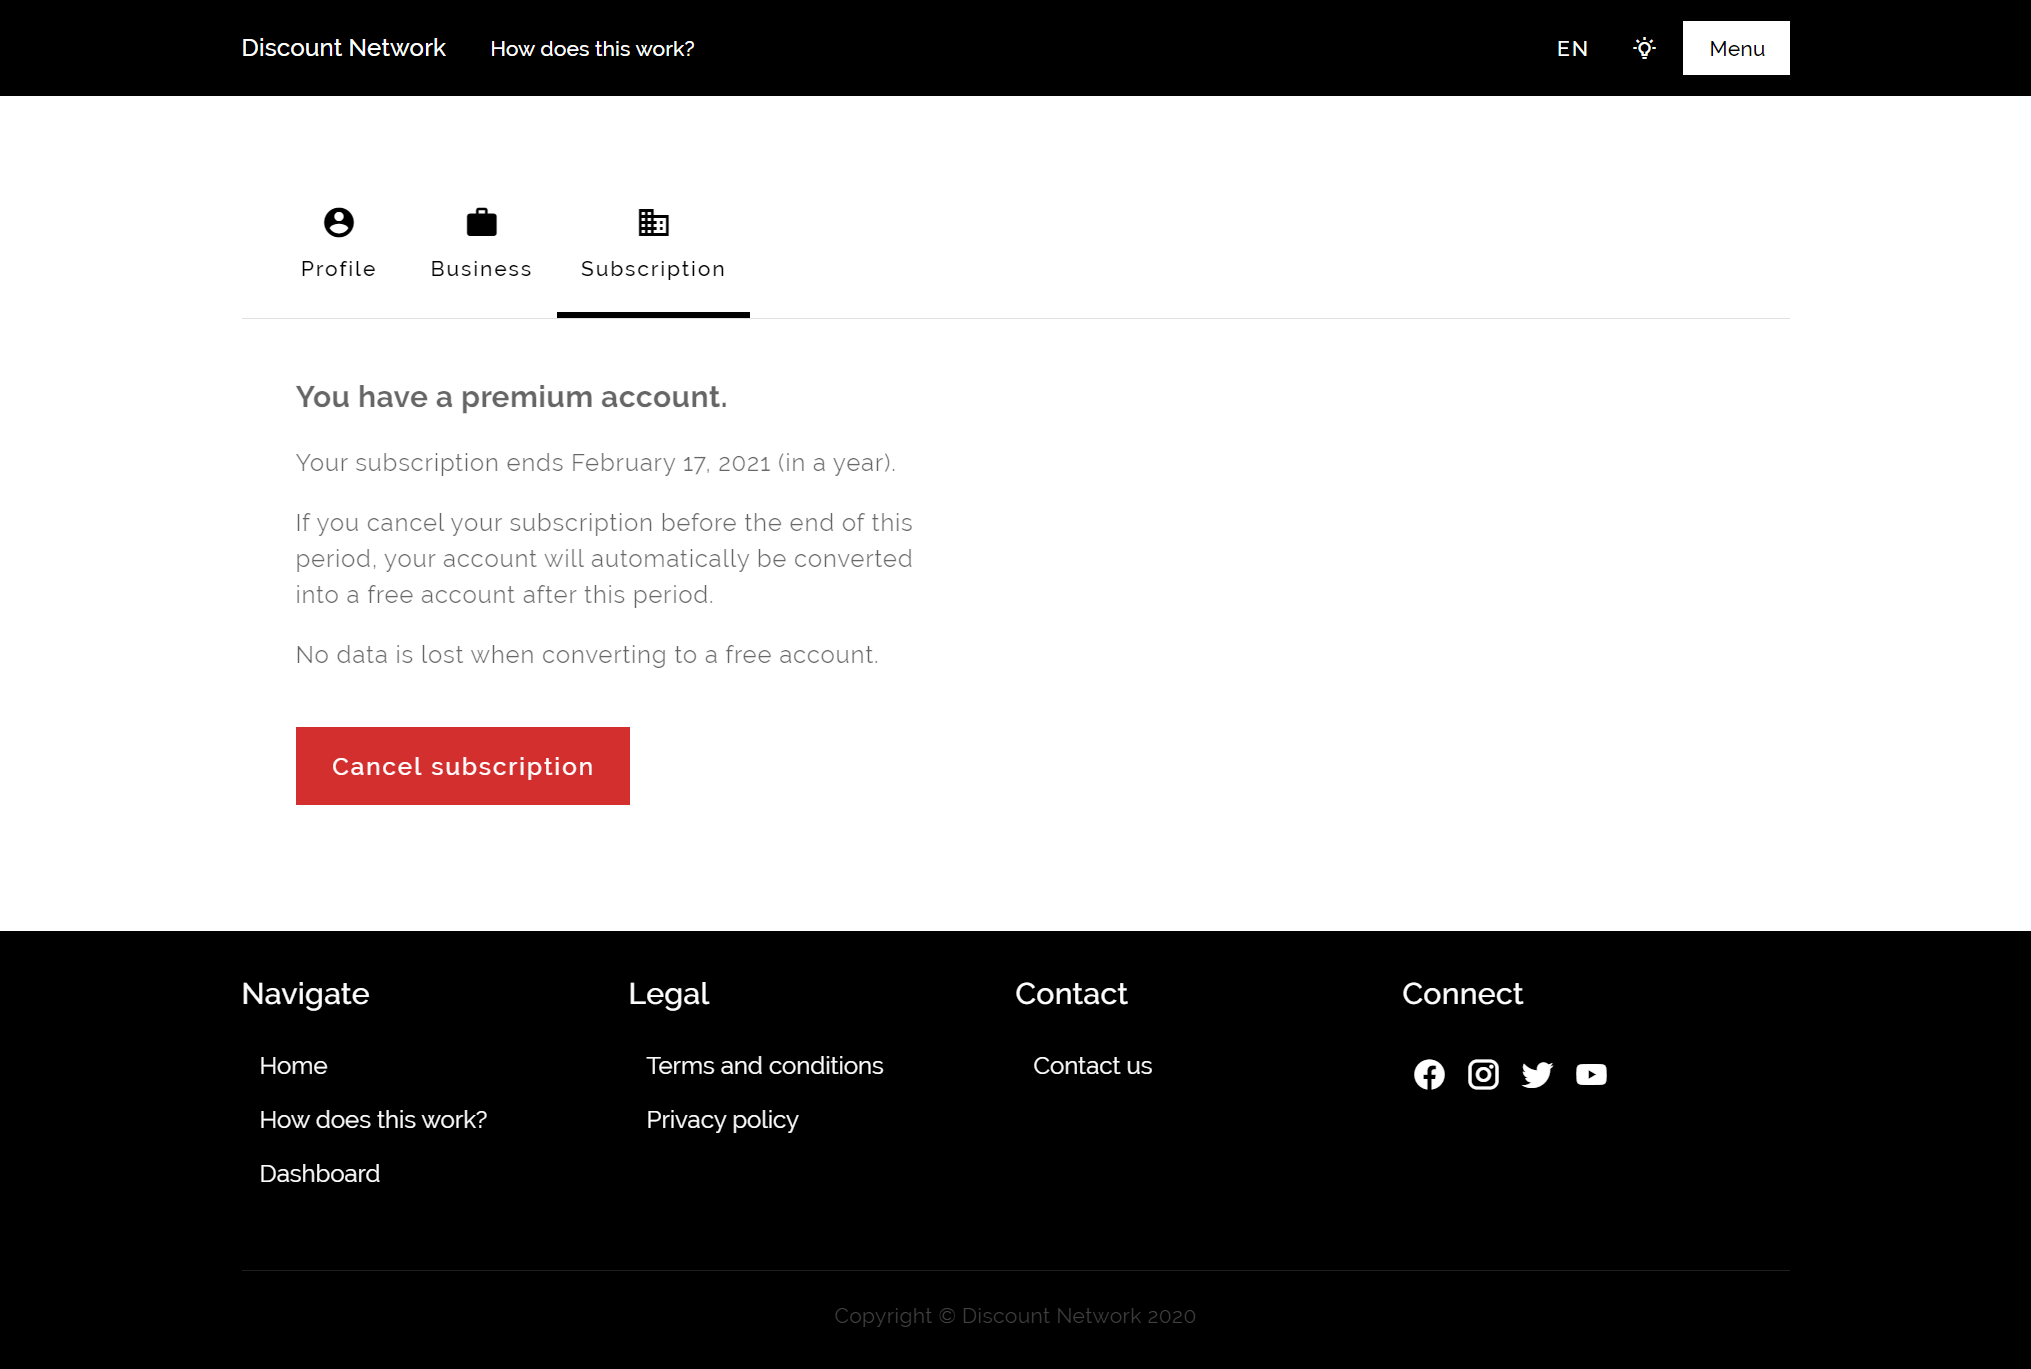 Discount Network
How does this work?
EN
Menu
Profile
Business
Subscription
You have a premium account.
Your subscription ends February 17, 2021 (in a year).
If you cancel your subscription before the end of this
period, your account will automatically be converted
into a free account after this period.
No data is lost when converting to a free account.
Cancel subscription
Navigate
Home
How does this work?
Dashboard
Legal
Terms and conditions
Privacy policy
Contact
Contact us
Connect
Copyright © Discount Network 2020